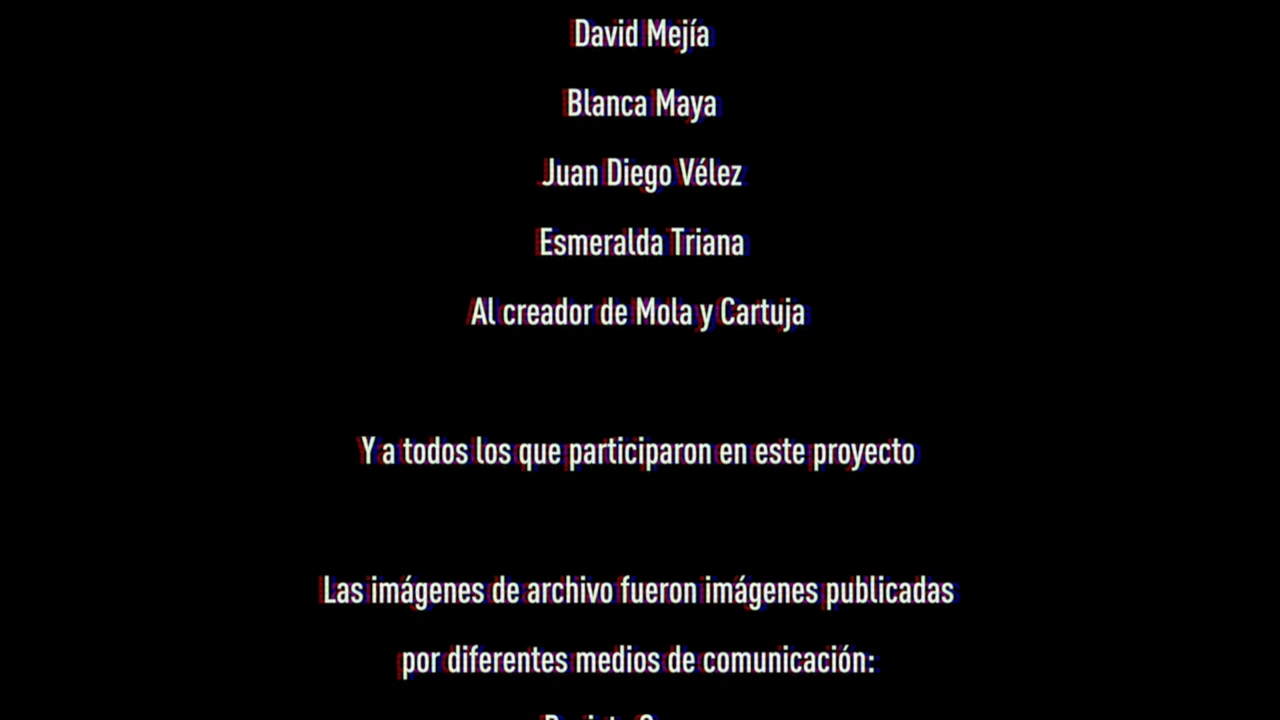 David Mejía
Blanca Maya
Juan Diego Vélez
Esmeralda Triana
Al creador de Mola y Cartuja
Y a todos los que participaron en este proyecto
Las imágenes de archivo fueron imágenes publicadas
por diferentes medios de comunicación: